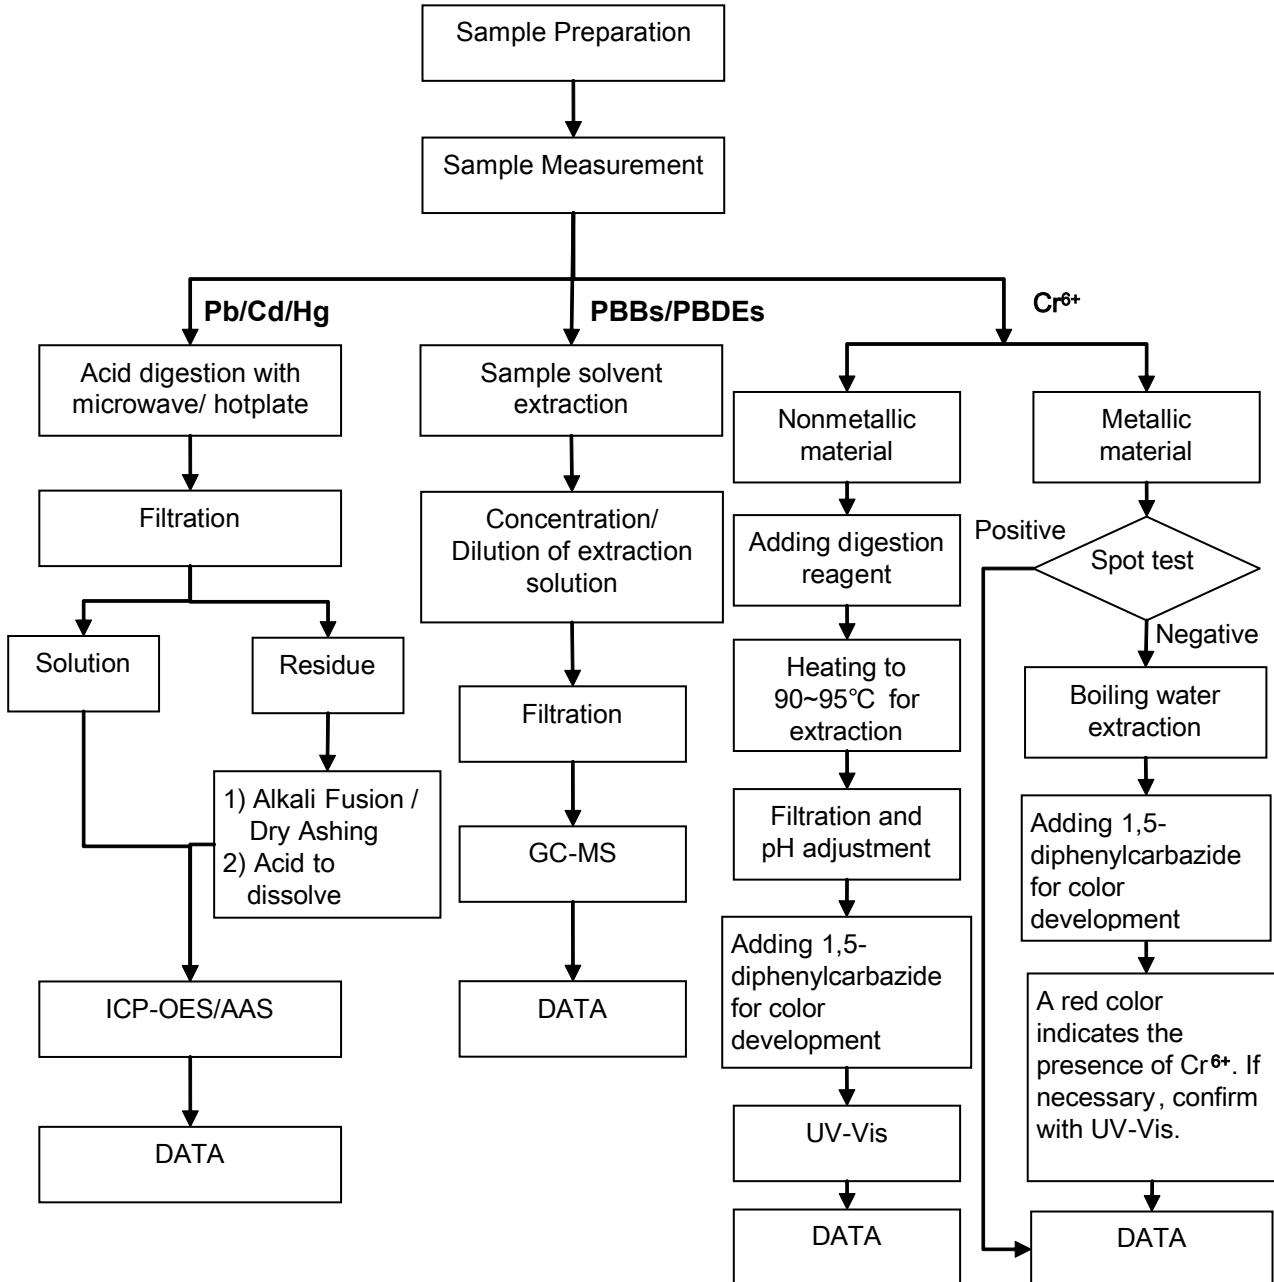 Sample Preparation
Sample Measurement
Pb/Cd/Hg
PBBs/PBDEs
Cr⁶⁺
Acid digestion with
microwave/ hotplate
Filtration
Solution
Residue
1) Alkali Fusion /
Dry Ashing
2) Acid to
dissolve
ICP-OES/AAS
DATA
Sample solvent
extraction
Concentration/
Dilution of extraction
solution
Filtration
GC-MS
DATA
Nonmetallic
material
Adding digestion
reagent
Heating to
90~95℃ for
extraction
Filtration and
pH adjustment
Adding 1,5-
diphenylcarbazide
for color
development
UV-Vis
DATA
Metallic
material
Positive
Spot test
Negative
Boiling water
extraction
Adding 1,5-
diphenylcarbazide
for color
development
A red color
indicates the
presence of Cr⁶⁺. If
necessary, confirm
with UV-Vis.
DATA